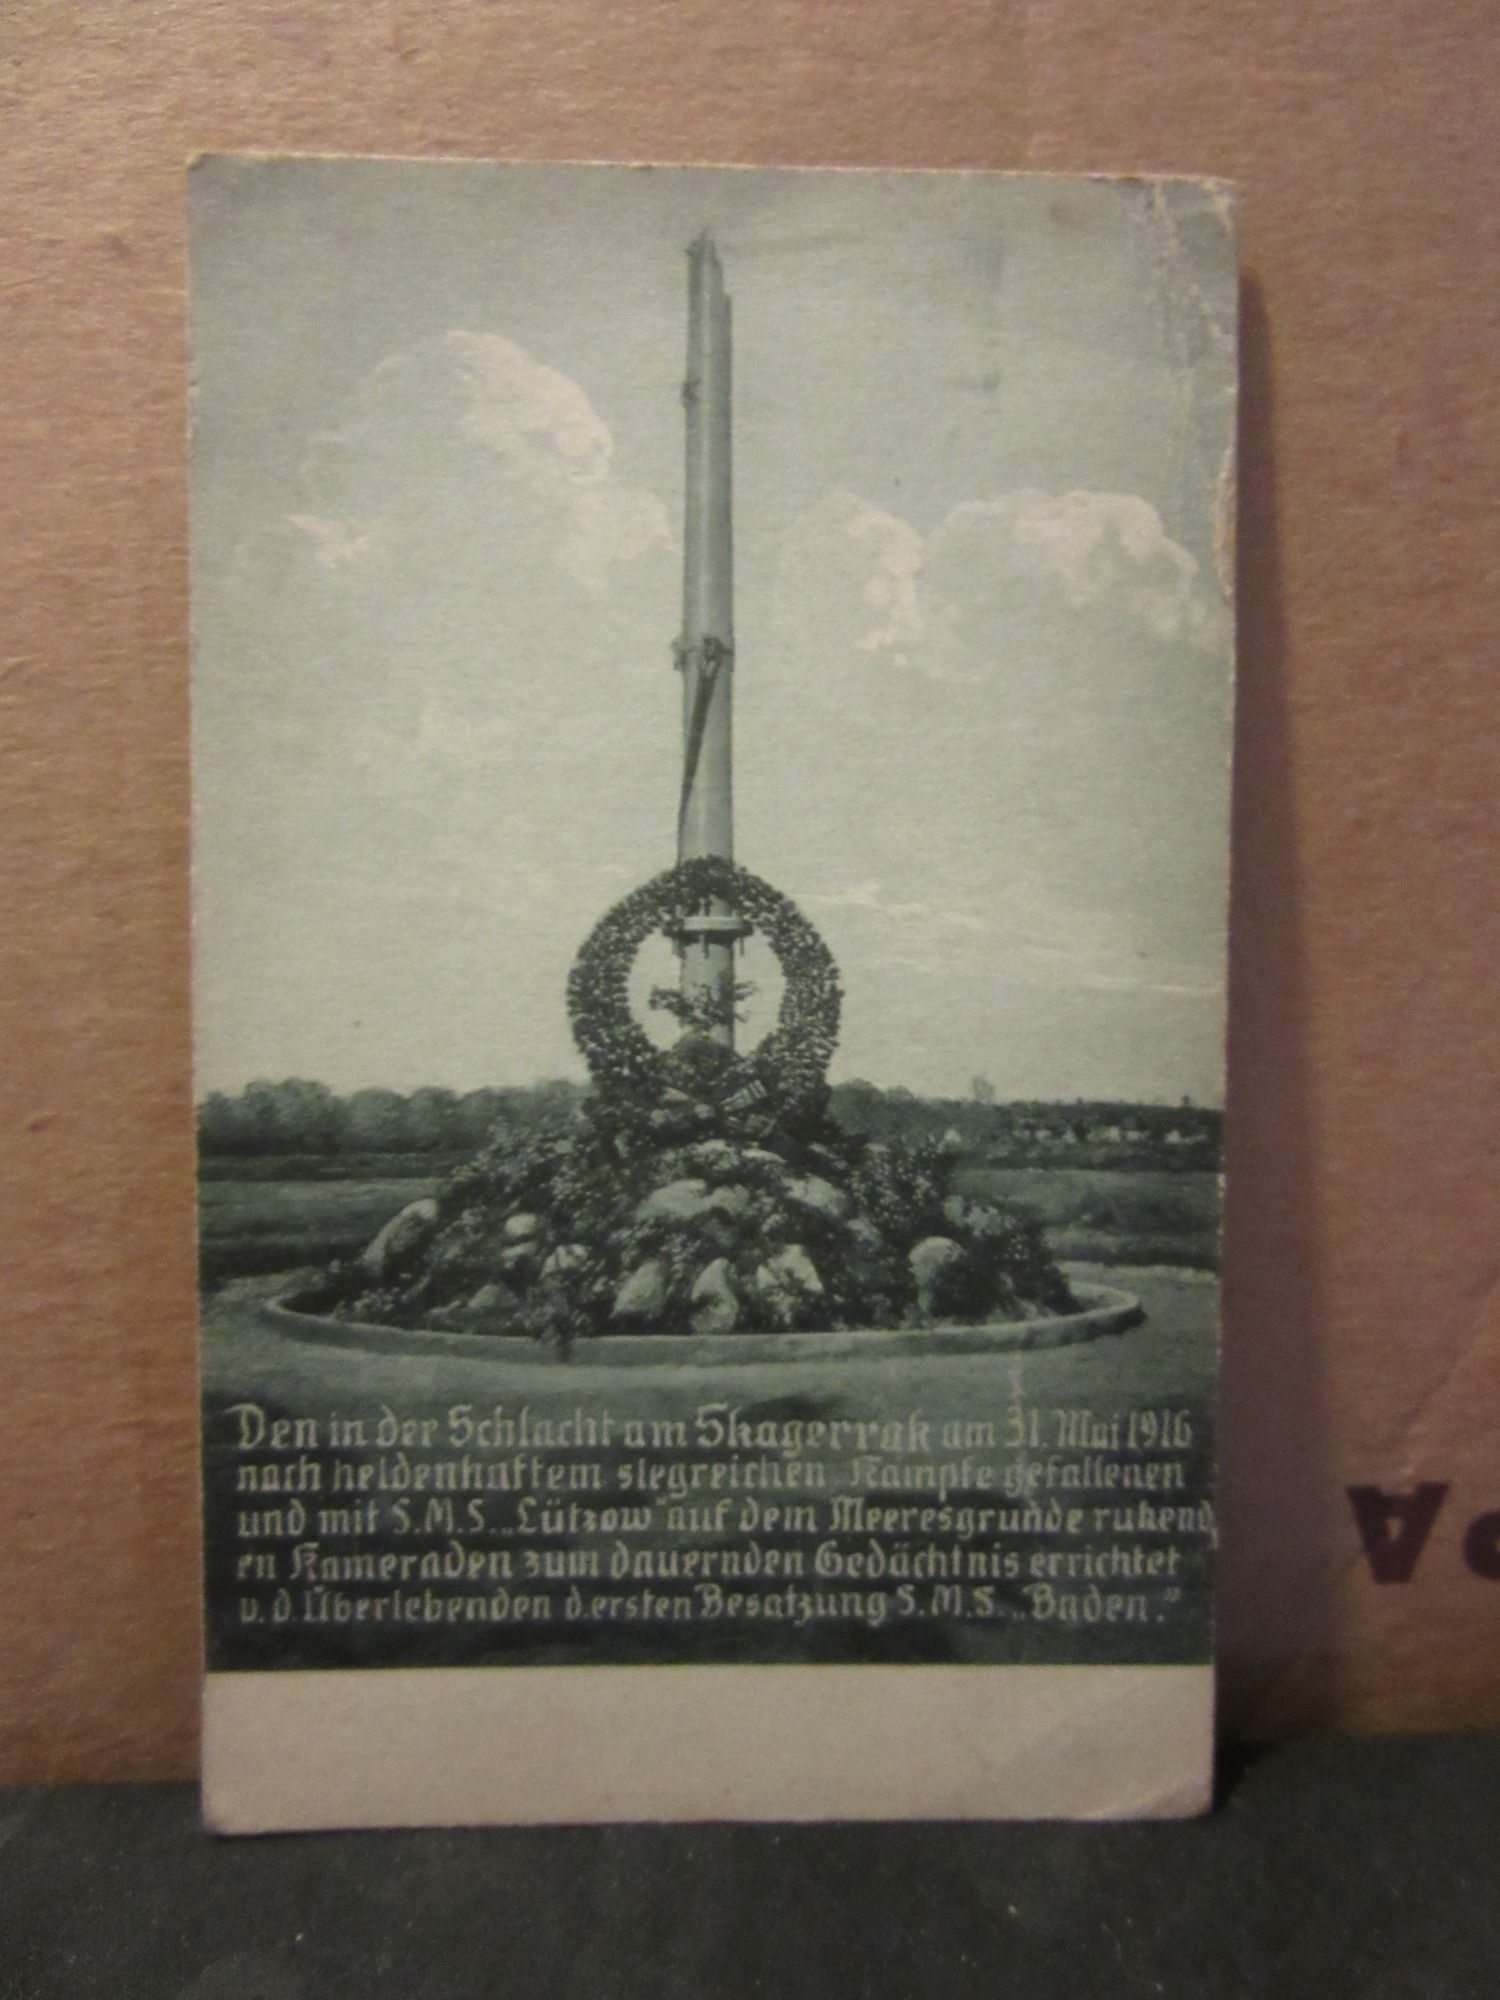 Den in der Schlacht am Skagerrak am 31. Mai 1916
nach heldenhaftem siegreichen Kampfe gefallenen
und mit S.M.S. „Lützow" auf dem Meeresgrunde ruhend
en Kameraden zum dauernden Gedächtnis errichtet
v. d. Überlebenden d. ersten Besatzung S.M.S. „Baden."